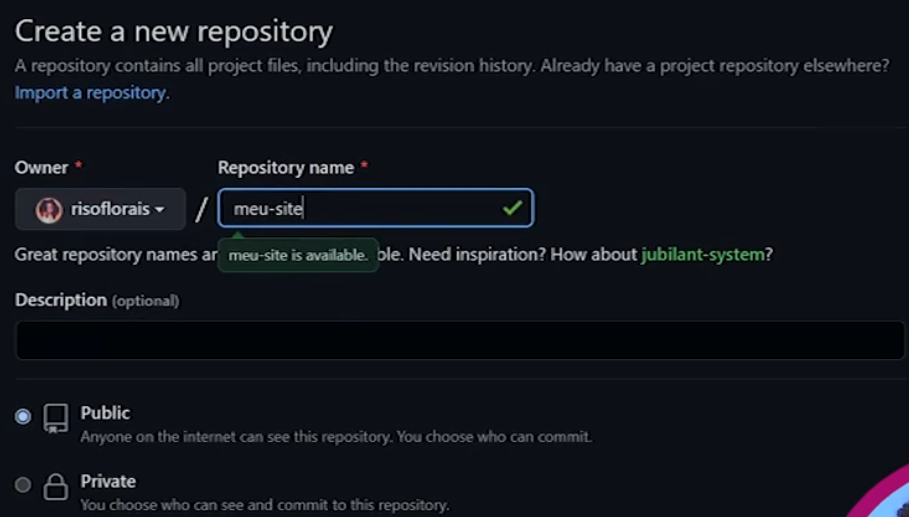 Create a new repository
A repository contains all project files, including the revision history. Already have a project repository elsewhere?
Import a repository.
Owner * Repository name *
risoflorais / meu-site
Great repository names ar ble. Need inspiration? How about jubilant-system?
meu-site is available.
Description (optional)
Public
Anyone on the internet can see this repository. You choose who can commit.
Private
You choose who can see and commit to this repository.